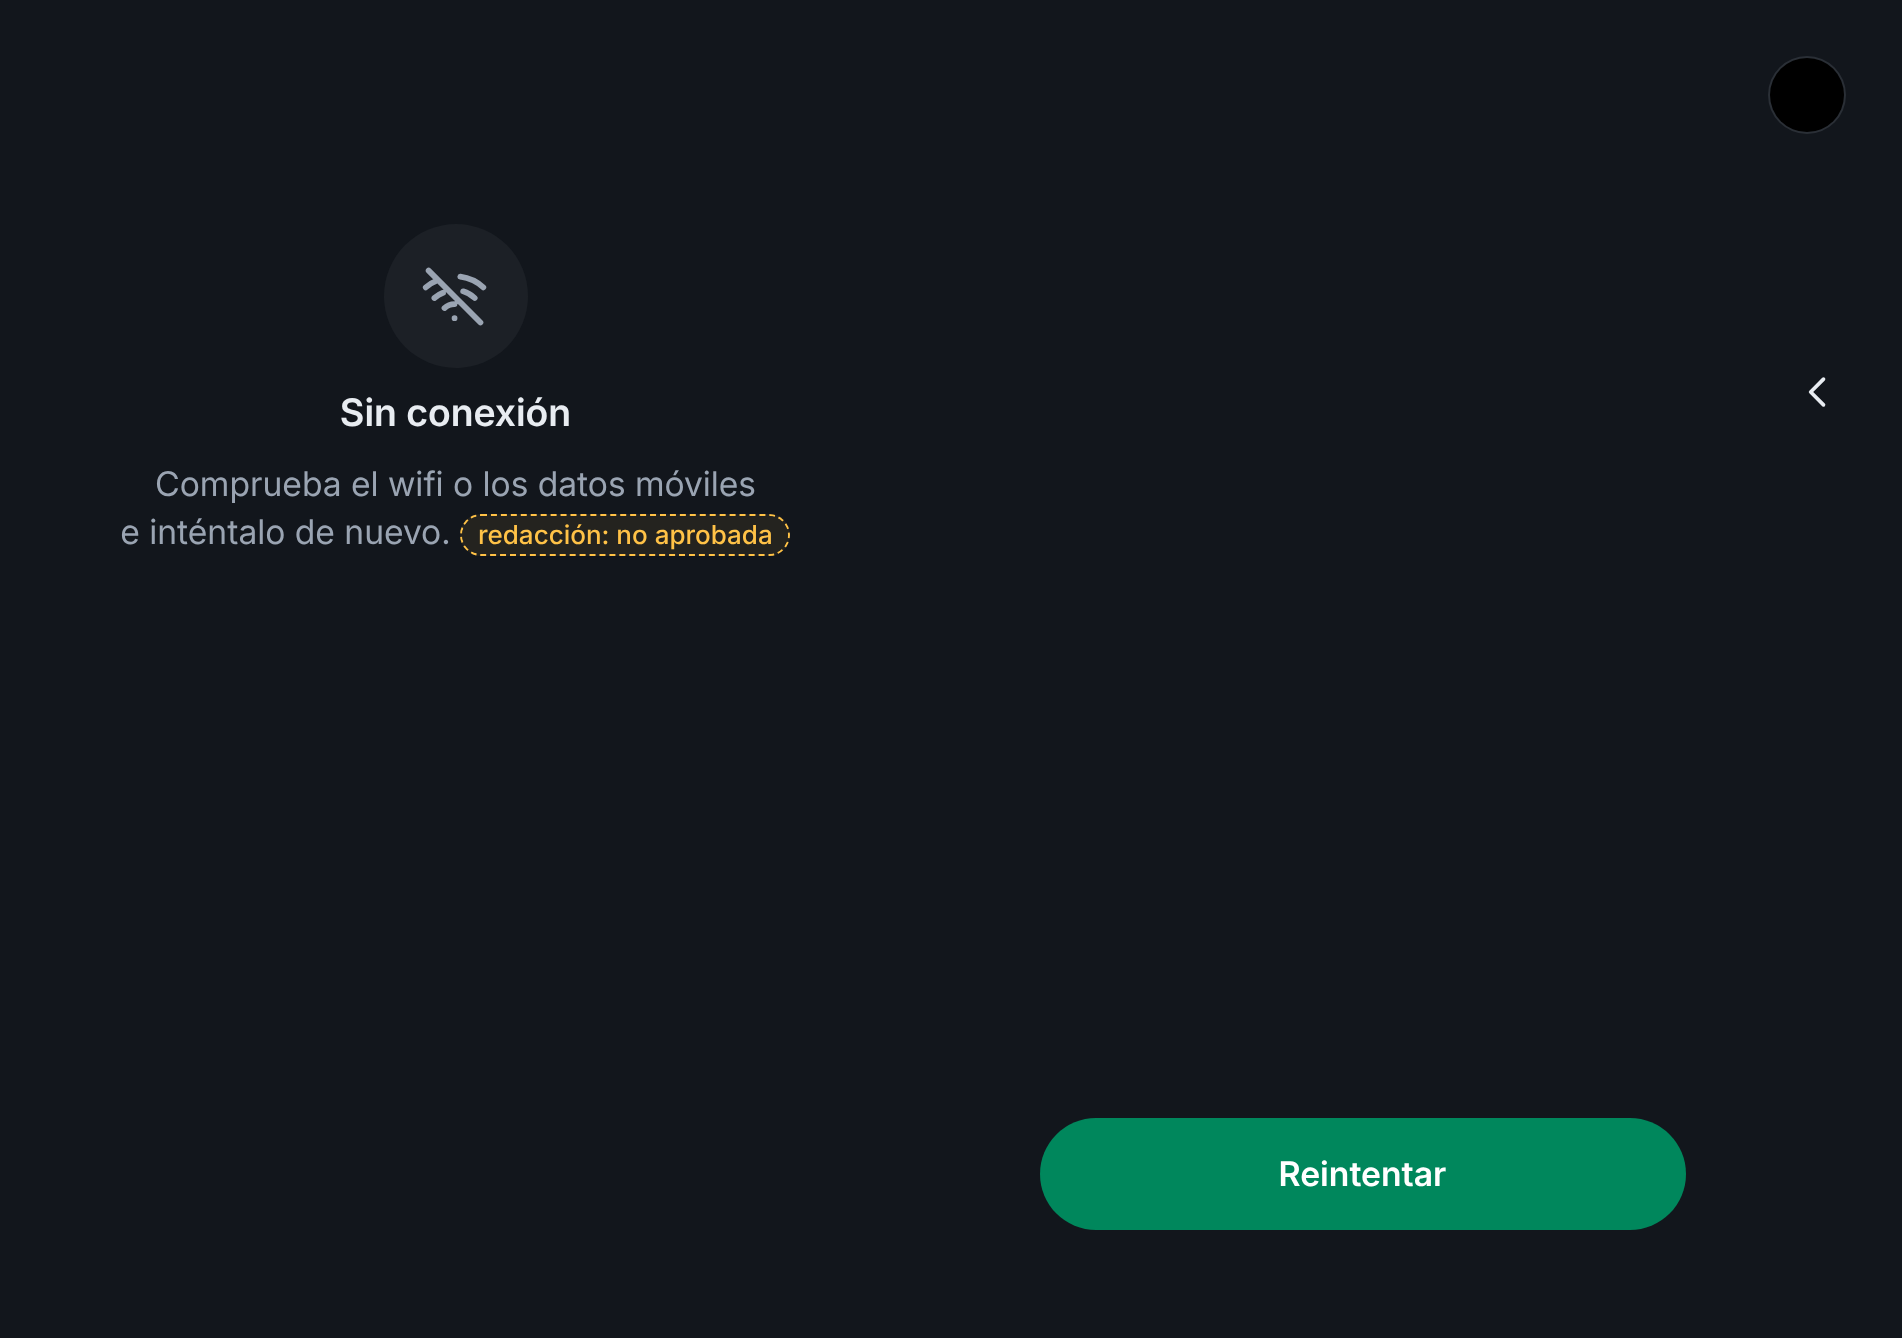 Sin conexión
Comprueba el wifi o los datos móviles
e inténtalo de nuevo. redacción: no aprobada
Reintentar